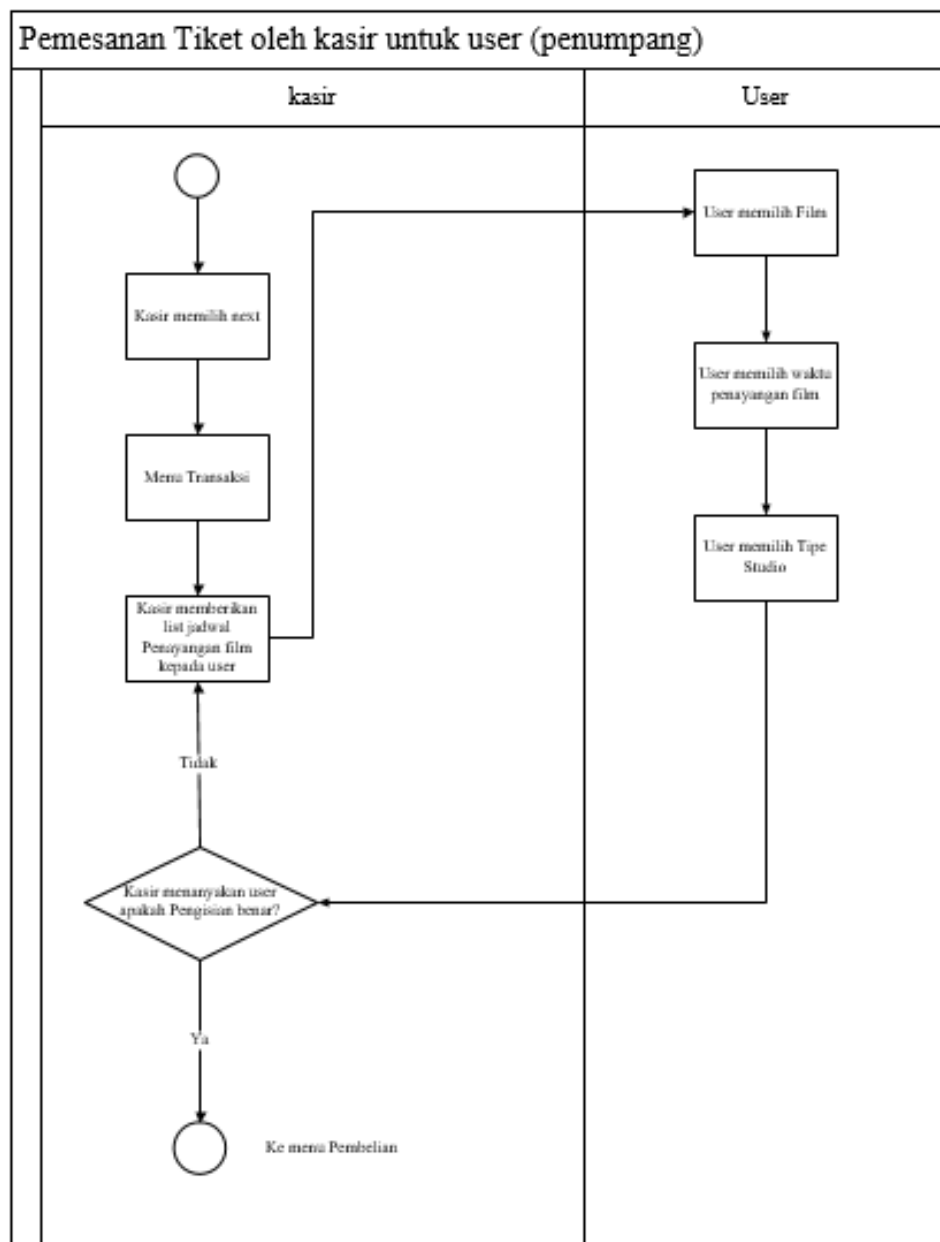 Pemesanan Tiket oleh kasir untuk user (penumpang)
kasir
User
Kasir memilih next
Menu Transaksi
Kasir memberikan
list jadwal
Penayangan film
kepada user
User memilih Film
User memilih waktu
penayangan film
User memilih Tipe
Studio
Tidak
Kasir menanyakan user
apakah Pengisian benar?
Ya
Ke menu Pembelian